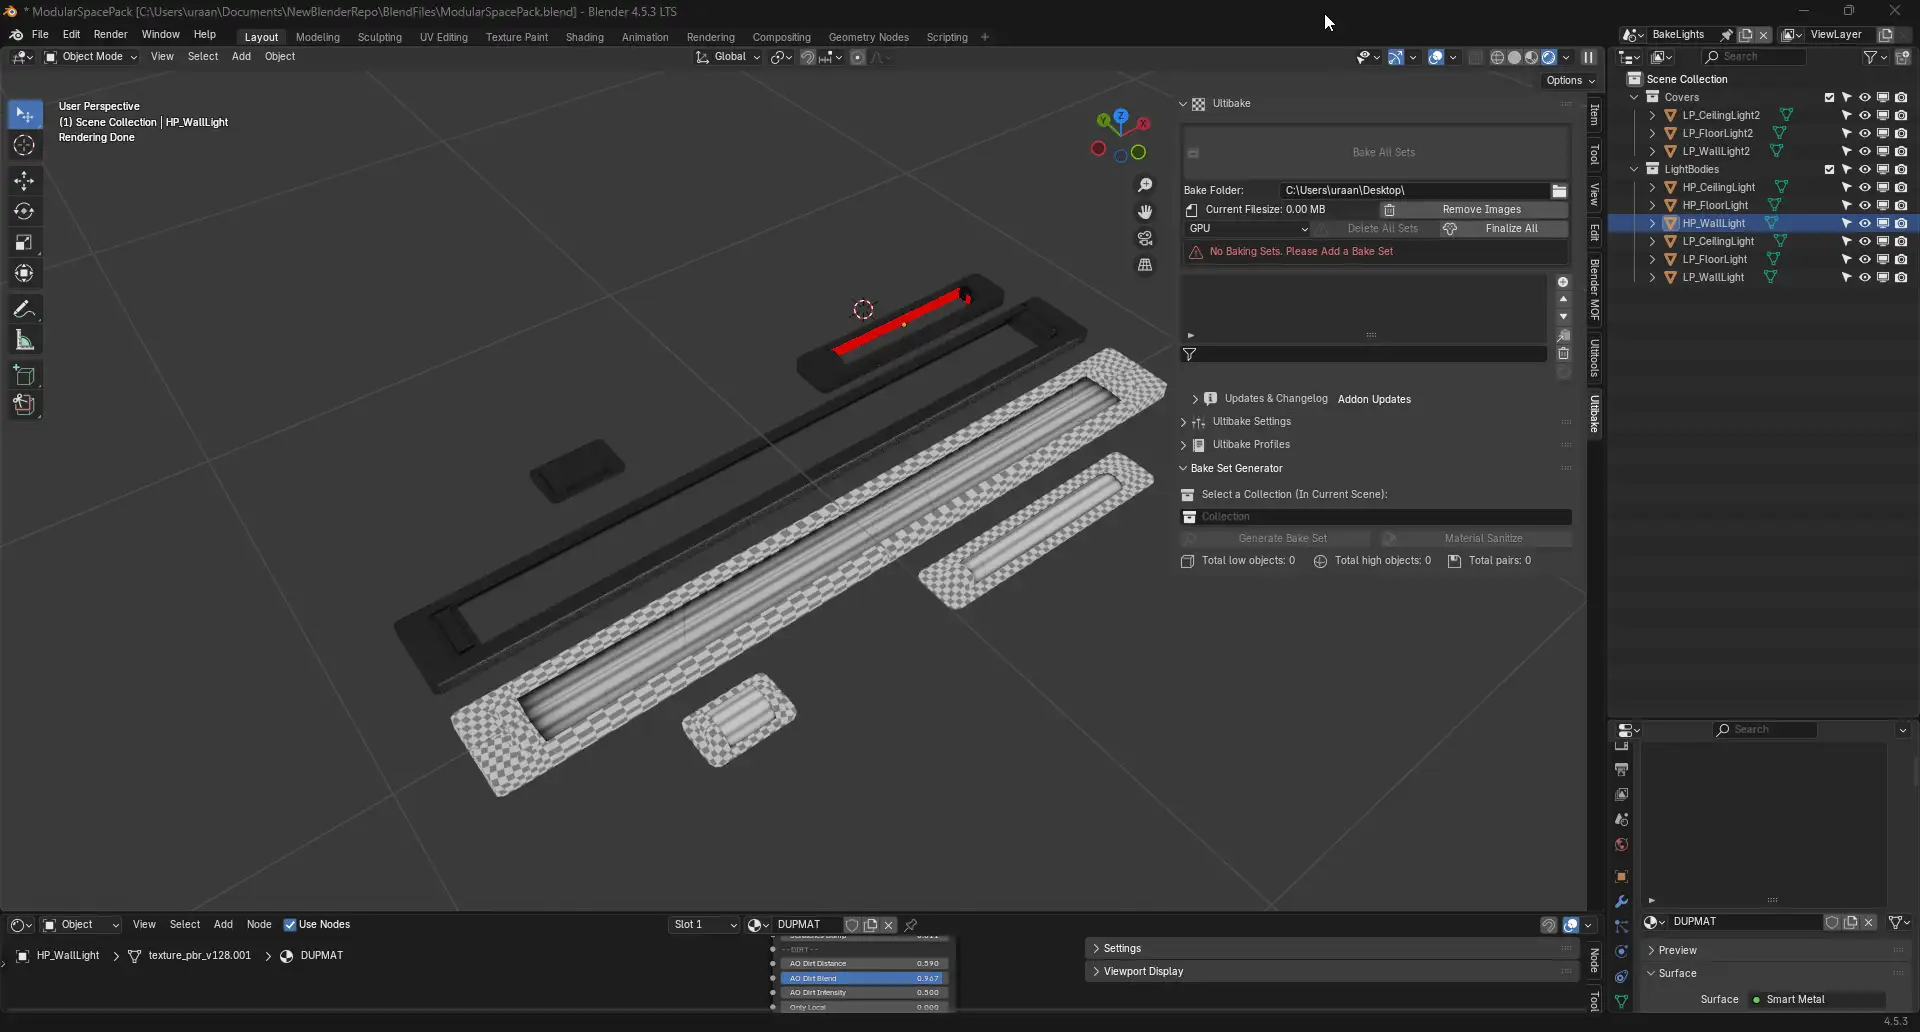 * ModularSpacePack [C:\Users\uraan\Documents\NewBlenderRepo\BlendFiles\ModularSpacePack.blend] - Blender 4.5.3 LTS
File Edit Render Window Help Layout Modeling Sculpting UV Editing Texture Paint Shading Animation Rendering Compositing Geometry Nodes Scripting +
BakeLights ViewLayer
Object Mode View Select Add Object Global
Search
Options
User Perspective
(1) Scene Collection | HP_WallLight
Rendering Done
Z
Y
X
Ultibake
Bake All Sets
Bake Folder: C:\Users\uraan\Desktop\
Current Filesize: 0.00 MB Remove Images
GPU Delete All Sets Finalize All
No Baking Sets. Please Add a Bake Set
Updates & Changelog Addon Updates
Ultibake Settings
Ultibake Profiles
Bake Set Generator
Select a Collection (In Current Scene):
Collection
Generate Bake Set Material Sanitize
Total low objects: 0 Total high objects: 0 Total pairs: 0
Item
Tool
View
Edit
Blender MOF
Ultitools
Ultibake
Scene Collection
Covers
LP_CeilingLight2
LP_FloorLight2
LP_WallLight2
LightBodies
HP_CeilingLight
HP_FloorLight
HP_WallLight
LP_CeilingLight
LP_FloorLight
LP_WallLight
Search
DUPMAT
Preview
Surface
Surface Smart Metal
Object View Select Add Node Use Nodes Slot 1 DUPMAT
HP_WallLight > texture_pbr_v128.001 > DUPMAT
AO Dirt Distance 0.590
AO Dirt Blend 0.967
AO Dirt Intensity 0.500
Only Local 0.000
Settings
Viewport Display
Node
Tool
4.5.3